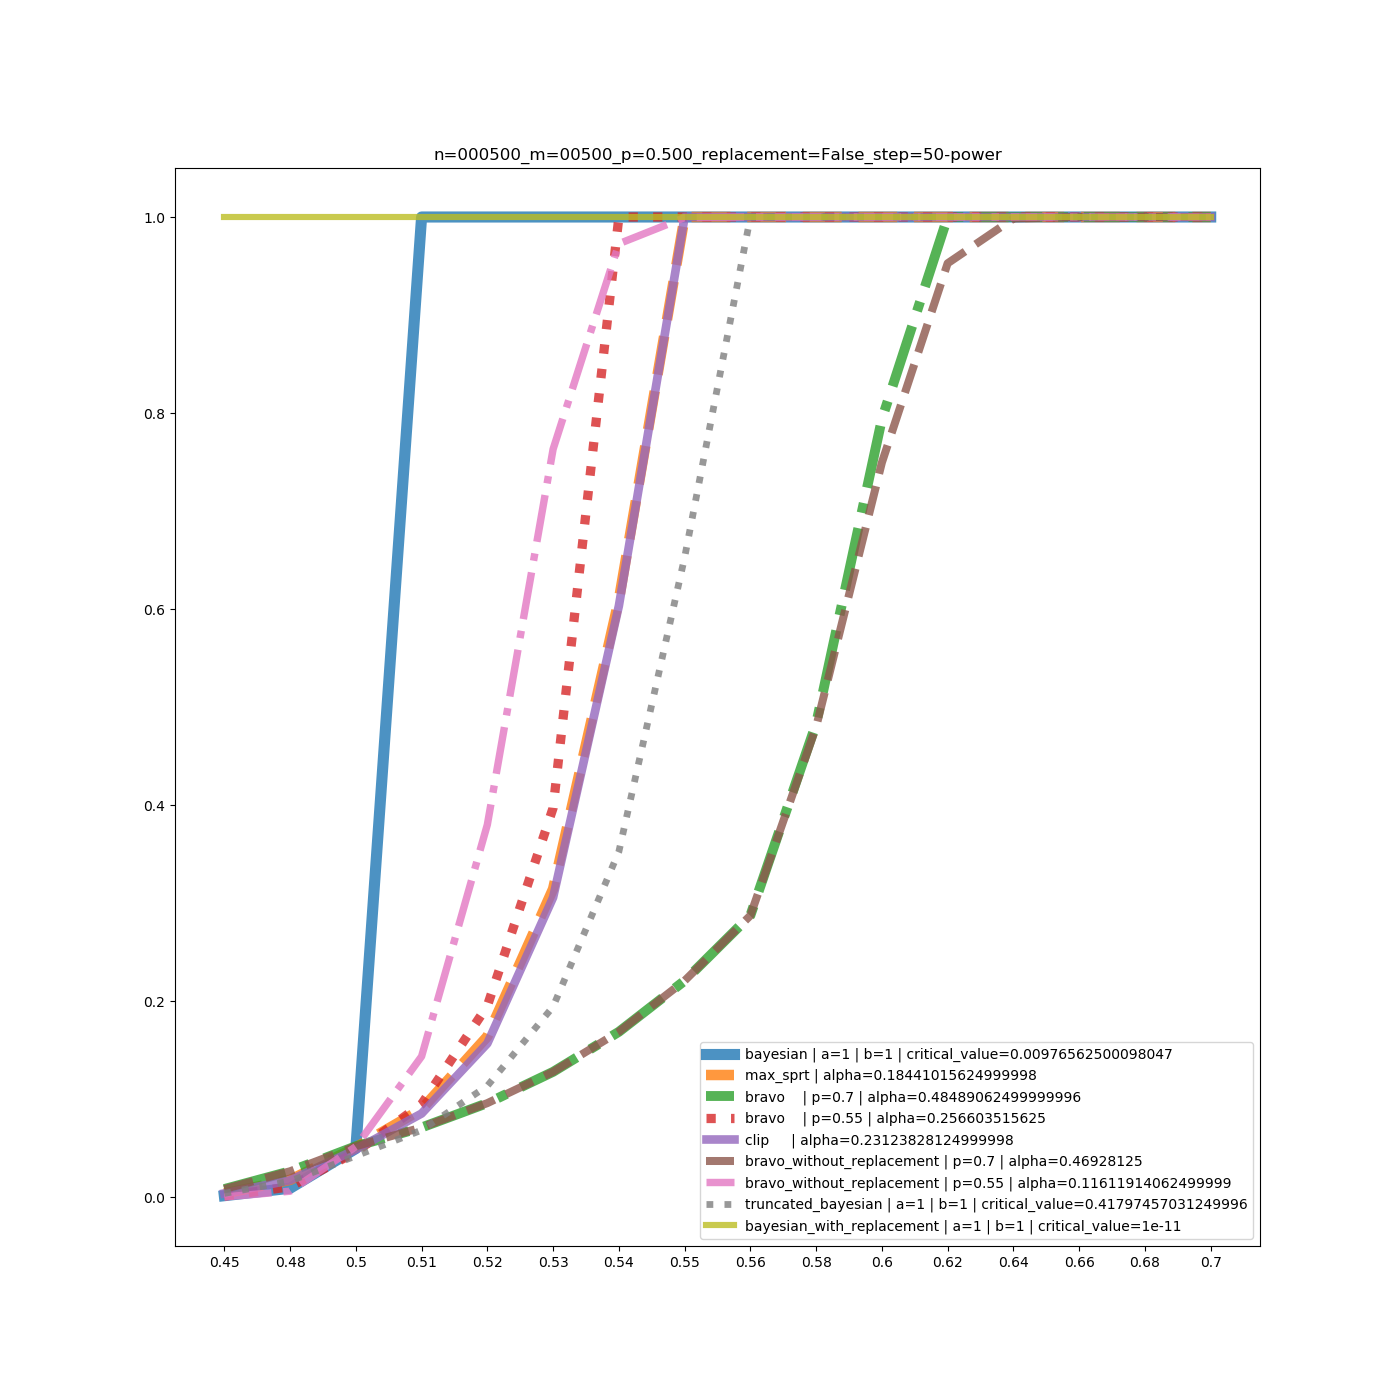 n=000500_m=00500_p=0.500_replacement=False_step=50-power
1.0
0.8
0.6
0.4
0.2
0.0
bayesian | a=1 | b=1 | critical_value=0.00976562500098047
max_sprt | alpha=0.18441015624999998
bravo | p=0.7 | alpha=0.48489062499999996
bravo | p=0.55 | alpha=0.256603515625
clip | alpha=0.23123828124999998
bravo_without_replacement | p=0.7 | alpha=0.46928125
bravo_without_replacement | p=0.55 | alpha=0.11611914062499999
truncated_bayesian | a=1 | b=1 | critical_value=0.41797457031249996
bayesian_with_replacement | a=1 | b=1 | critical_value=1e-11
0.45 0.48 0.5 0.51 0.52 0.53 0.54 0.55 0.56 0.58 0.6 0.62 0.64 0.66 0.68 0.7